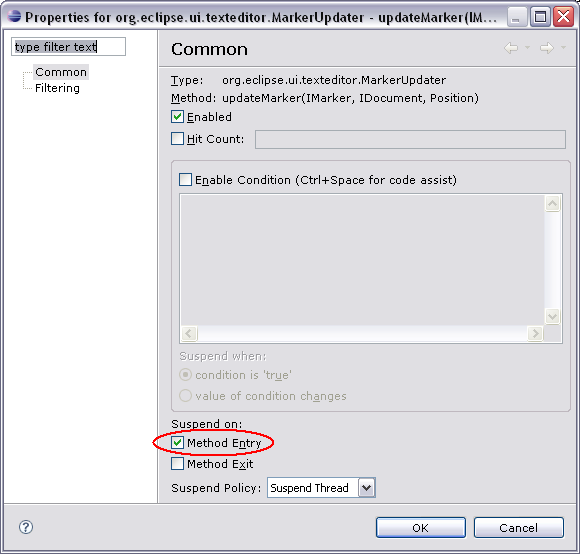 Properties for org.eclipse.ui.texteditor.MarkerUpdater - updateMarker(IM...
type filter text
Common
Filtering
Common
Type: org.eclipse.ui.texteditor.MarkerUpdater
Method: updateMarker(IMarker, IDocument, Position)
Enabled
Hit Count:
Enable Condition (Ctrl+Space for code assist)
Suspend when:
condition is 'true'
value of condition changes
Suspend on:
Method Entry
Method Exit
Suspend Policy: Suspend Thread
?
OK Cancel